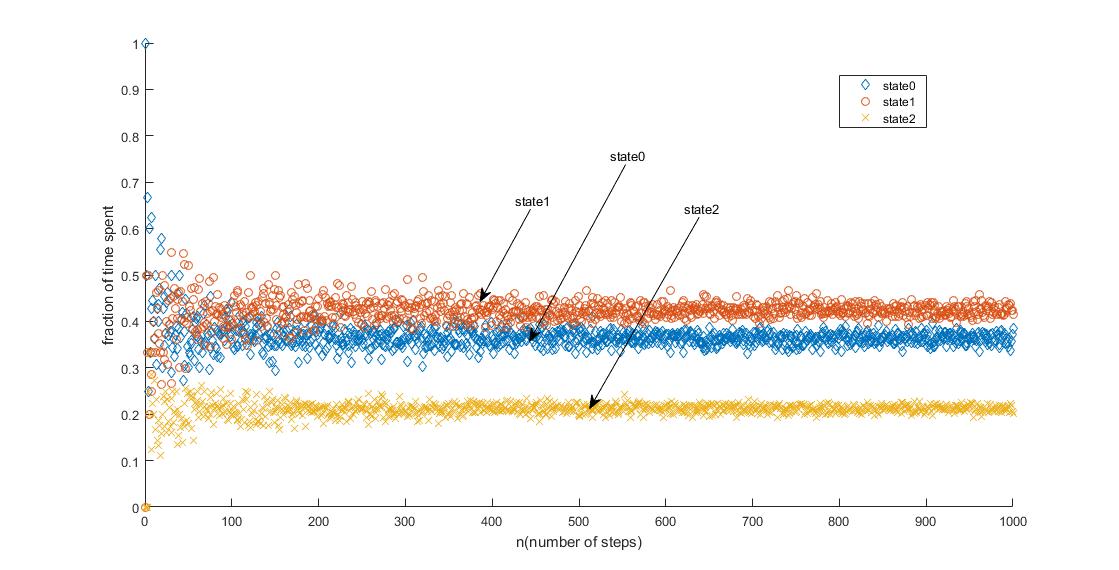 1
0.9
0.8
0.7
0.6
0.5
0.4
0.3
0.2
0.1
0
fraction of time spent
state0
state1
state2
state0
state1
state2
0 100 200 300 400 500 600 700 800 900 1000
n(number of steps)